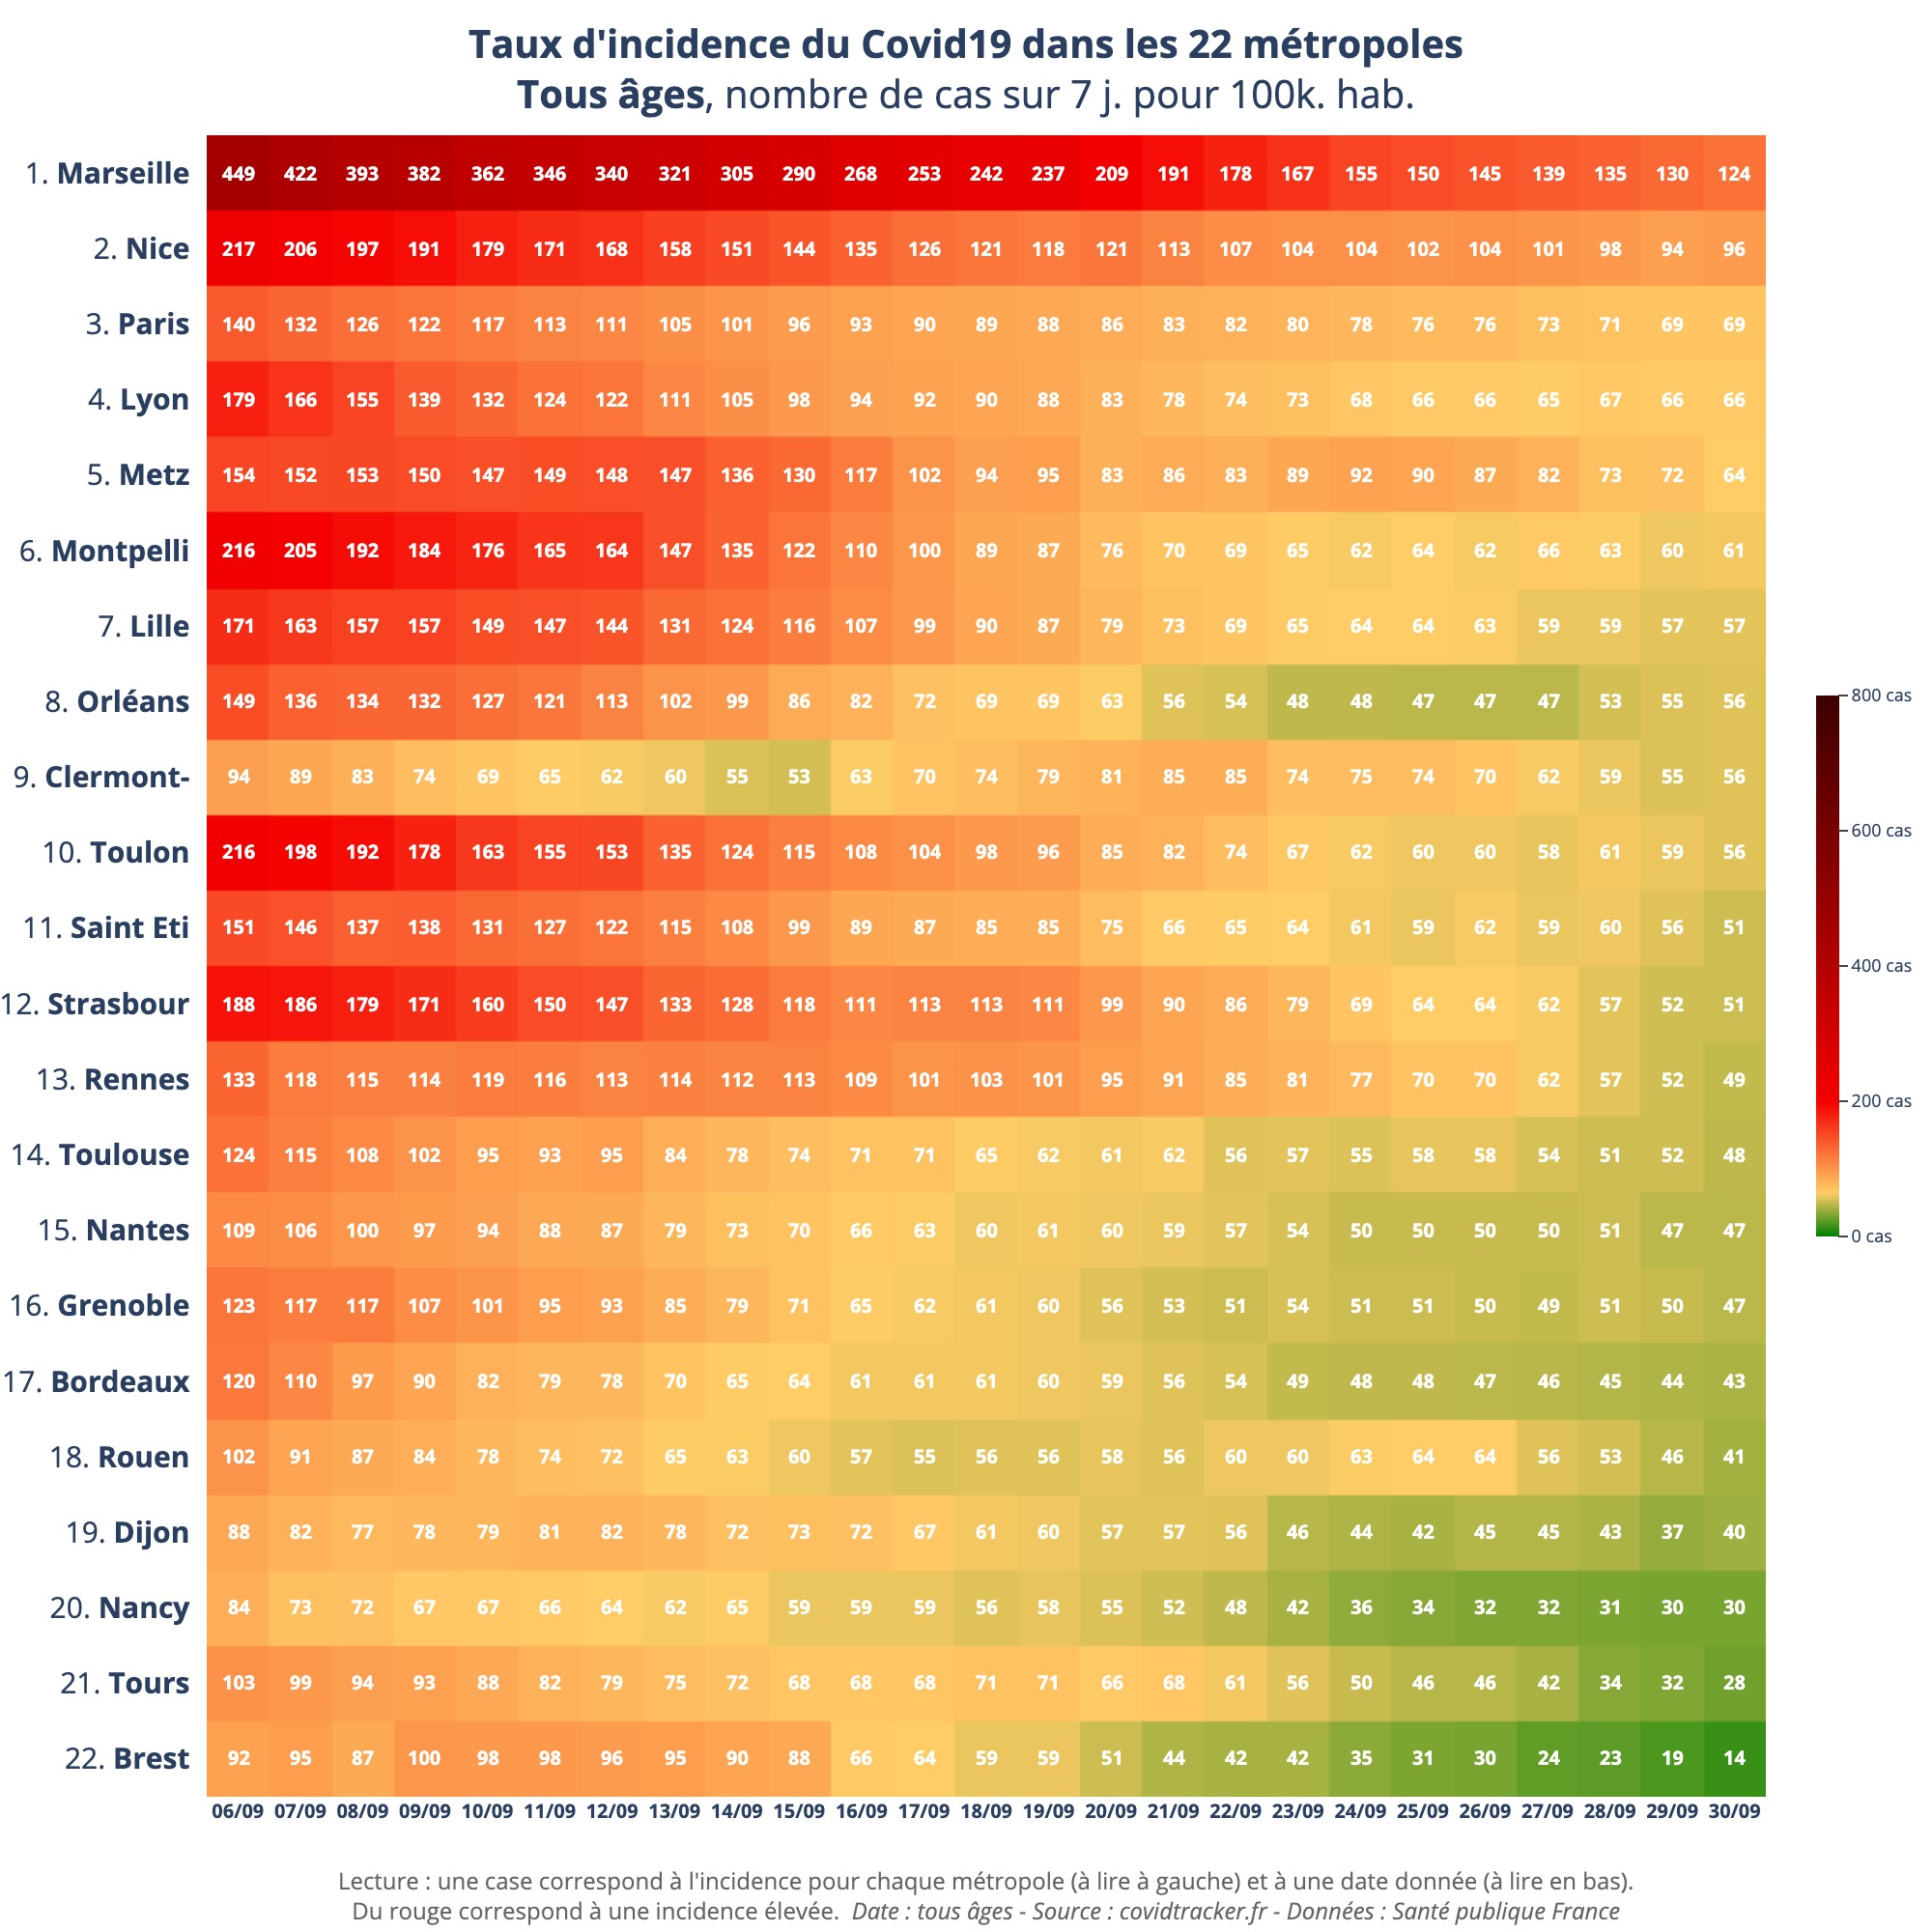 Taux d'incidence du Covid19 dans les 22 métropoles
Tous âges, nombre de cas sur 7 j. pour 100k. hab.
1. Marseille 449 422 393 382 362 346 340 321 305 290 268 253 242 237 209 191 178 167 155 150 145 139 135 130 124
2. Nice 217 206 197 191 179 171 168 158 151 144 135 126 121 118 121 113 107 104 104 102 104 101 98 94 96
3. Paris 140 132 126 122 117 113 111 105 101 96 93 90 89 88 86 83 82 80 78 76 76 73 71 69 69
4. Lyon 179 166 155 139 132 124 122 111 105 98 94 92 90 88 83 78 74 73 68 66 66 65 67 66 66
5. Metz 154 152 153 150 147 149 148 147 136 130 117 102 94 95 83 86 83 89 92 90 87 82 73 72 64
6. Montpelli 216 205 192 184 176 165 164 147 135 122 110 100 89 87 76 70 69 65 62 64 62 66 63 60 61
7. Lille 171 163 157 157 149 147 144 131 124 116 107 99 90 87 79 73 69 65 64 64 63 59 59 57 57
8. Orléans 149 136 134 132 127 121 113 102 99 86 82 72 69 69 63 56 54 48 48 47 47 47 53 55 56
9. Clermont- 94 89 83 74 69 65 62 60 55 53 63 70 74 79 81 85 85 74 75 74 70 62 59 55 56
10. Toulon 216 198 192 178 163 155 153 135 124 115 108 104 98 96 85 82 74 67 62 60 60 58 61 59 56
11. Saint Eti 151 146 137 138 131 127 122 115 108 99 89 87 85 85 75 66 65 64 61 59 62 59 60 56 51
12. Strasbour 188 186 179 171 160 150 147 133 128 118 111 113 113 111 99 90 86 79 69 64 64 62 57 52 51
13. Rennes 133 118 115 114 119 116 113 114 112 113 109 101 103 101 95 91 85 81 77 70 70 62 57 52 49
14. Toulouse 124 115 108 102 95 93 95 84 78 74 71 71 65 62 61 62 56 57 55 58 58 54 51 52 48
15. Nantes 109 106 100 97 94 88 87 79 73 70 66 63 60 61 60 59 57 54 50 50 50 50 51 47 47
16. Grenoble 123 117 117 107 101 95 93 85 79 71 65 62 61 60 56 53 51 54 51 51 50 49 51 50 47
17. Bordeaux 120 110 97 90 82 79 78 70 65 64 61 61 61 60 59 56 54 49 48 48 47 46 45 44 43
18. Rouen 102 91 87 84 78 74 72 65 63 60 57 55 56 56 58 56 60 60 63 64 64 56 53 46 41
19. Dijon 88 82 77 78 79 81 82 78 72 73 72 67 61 60 57 57 56 46 44 42 45 45 43 37 40
20. Nancy 84 73 72 67 67 66 64 62 65 59 59 59 56 58 55 52 48 42 36 34 32 32 31 30 30
21. Tours 103 99 94 93 88 82 79 75 72 68 68 68 71 71 66 68 61 56 50 46 46 42 34 32 28
22. Brest 92 95 87 100 98 98 96 95 90 88 66 64 59 59 51 44 42 42 35 31 30 24 23 19 14
06/09 07/09 08/09 09/09 10/09 11/09 12/09 13/09 14/09 15/09 16/09 17/09 18/09 19/09 20/09 21/09 22/09 23/09 24/09 25/09 26/09 27/09 28/09 29/09 30/09
800 cas
600 cas
400 cas
200 cas
0 cas
Lecture : une case correspond à l'incidence pour chaque métropole (à lire à gauche) et à une date donnée (à lire en bas).
Du rouge correspond à une incidence élevée. Date : tous âges - Source : covidtracker.fr - Données : Santé publique France